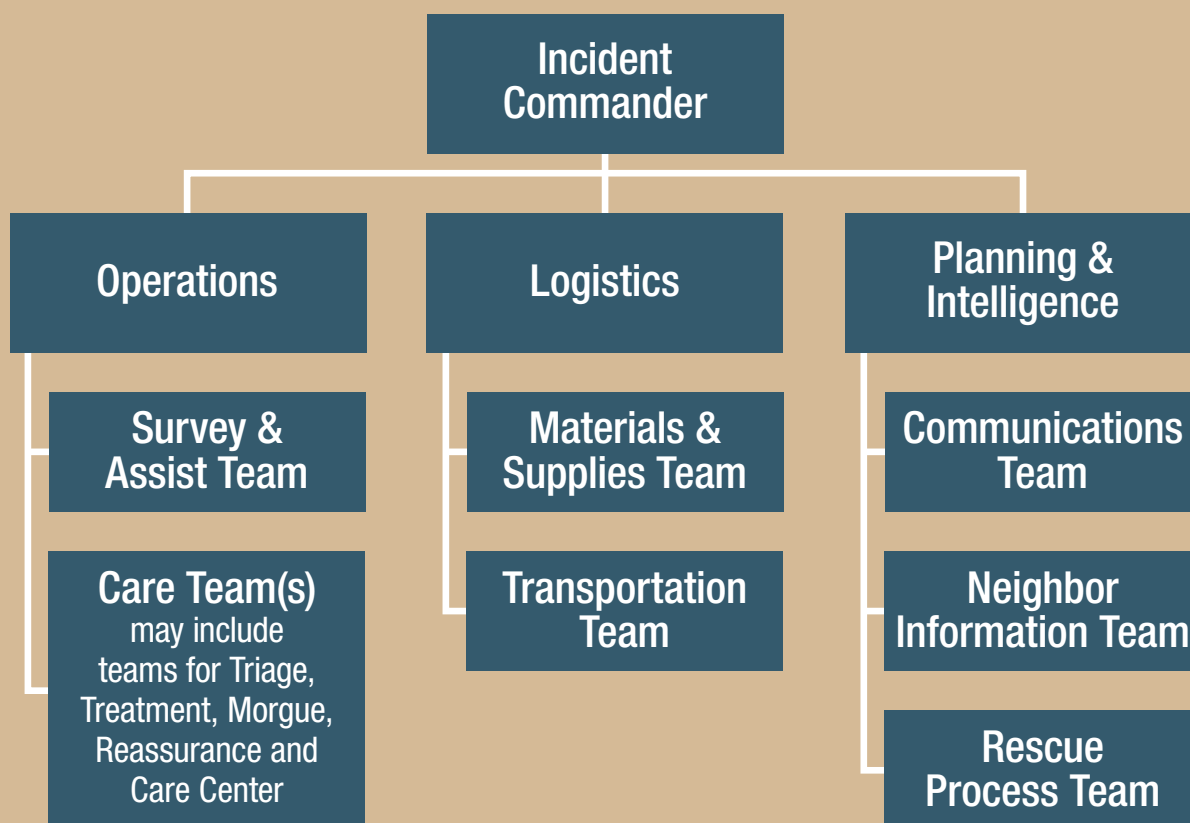 Incident
Commander
Operations
Logistics
Planning &
Intelligence
Survey &
Assist Team
Materials &
Supplies Team
Communications
Team
Care Team(s)
may include
teams for Triage,
Treatment, Morgue,
Reassurance and
Care Center
Transportation
Team
Neighbor
Information Team
Rescue
Process Team